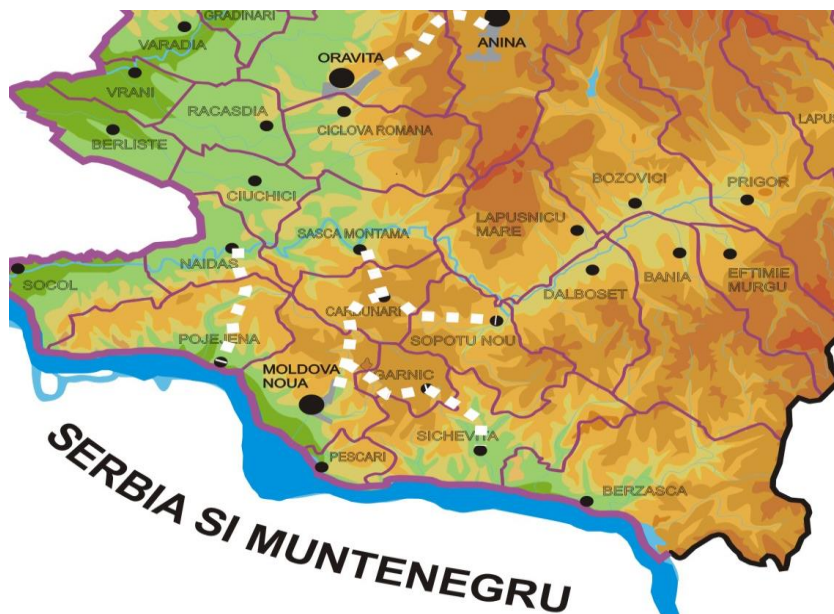 GRADINARI
VARADIA
ORAVITA
ANINA
VRANI
RACASDIA
CICLOVA ROMANA
LAPUS
BERLISTE
CIUCHICI
BOZOVICI
PRIGOR
LAPUSNICU
MARE
SASCA MONTAMA
NAIDAS
SOCOL
DALBOSET
BANIA
EFTIMIE
MURGU
CARBUNARI
POJEJENA
SOPOTU NOU
MOLDOVA
NOUA
GARNIC
SICHEVITA
PESCARI
BERZASCA
SERBIA SI MUNTENEGRU